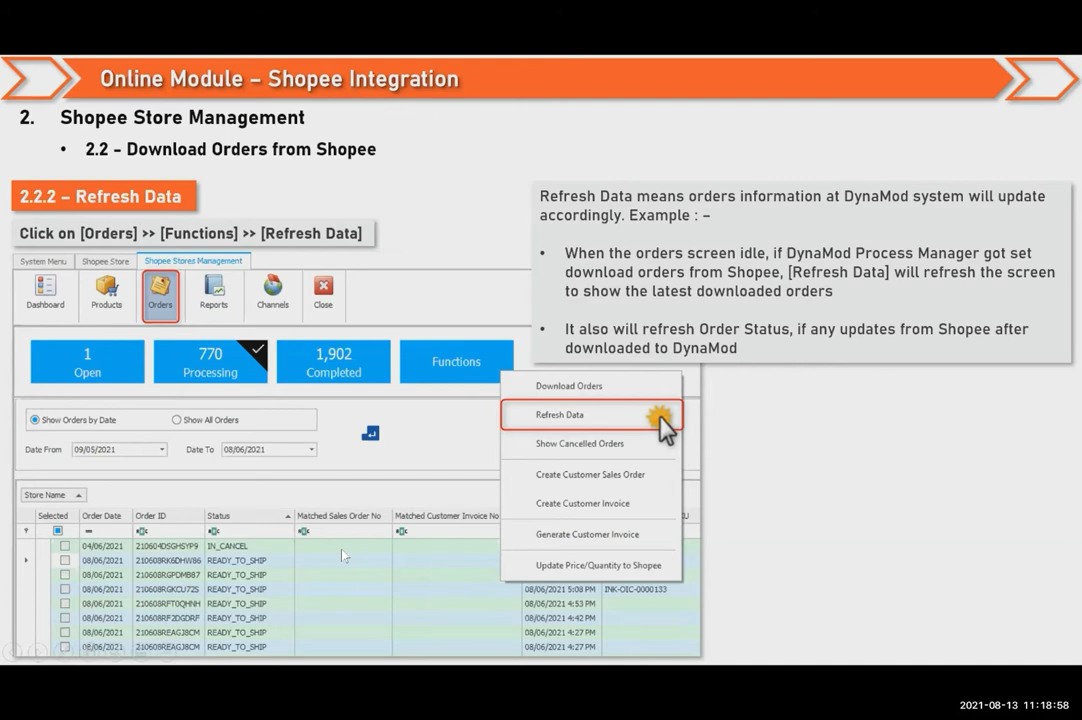 Online Module – Shopee Integration
2. Shopee Store Management
• 2.2 - Download Orders from Shopee
2.2.2 – Refresh Data
Click on [Orders] >> [Functions] >> [Refresh Data]
Refresh Data means orders information at DynaMod system will update
accordingly. Example : –
• When the orders screen idle, if DynaMod Process Manager got set
download orders from Shopee, [Refresh Data] will refresh the screen
to show the latest downloaded orders
• It also will refresh Order Status, if any updates from Shopee after
downloaded to DynaMod
System Menu Shopee Store Shopee Stores Management
Dashboard Products Orders Reports Channels Close
1 770 1,902 Functions
Open Processing Completed
Download Orders
Refresh Data
Show Cancelled Orders
Create Customer Sales Order
Create Customer Invoice
Generate Customer Invoice
Update Price/Quantity to Shopee
Show Orders by Date Show All Orders
Date From 09/05/2021 Date To 08/06/2021
Store Name
Selected Order Date Order ID Status Matched Sales Order No Matched Customer Invoice No
04/06/2021 210604DSGHSYP9 IN_CANCEL
08/06/2021 210608RK6DHW86 READY_TO_SHIP
08/06/2021 210608RGPDMB87 READY_TO_SHIP
08/06/2021 210608RGKCU72S READY_TO_SHIP 08/06/2021 5:08 PM INK-OIC-0000133
08/06/2021 210608RFT0QHNH READY_TO_SHIP 08/06/2021 4:53 PM
08/06/2021 210608RF2DGDRF READY_TO_SHIP 08/06/2021 4:42 PM
08/06/2021 210608REAGJ8CM READY_TO_SHIP 08/06/2021 4:27 PM
08/06/2021 210608REAGJ8CM READY_TO_SHIP 08/06/2021 4:27 PM
2021-08-13 11:18:58